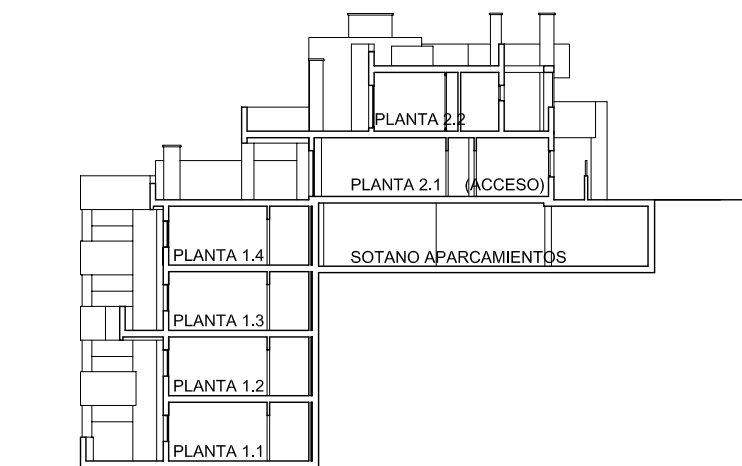 PLANTA 2.2
PLANTA 2.1 (ACCESO)
PLANTA 1.4
SOTANO APARCAMIENTOS
PLANTA 1.3
PLANTA 1.2
PLANTA 1.1